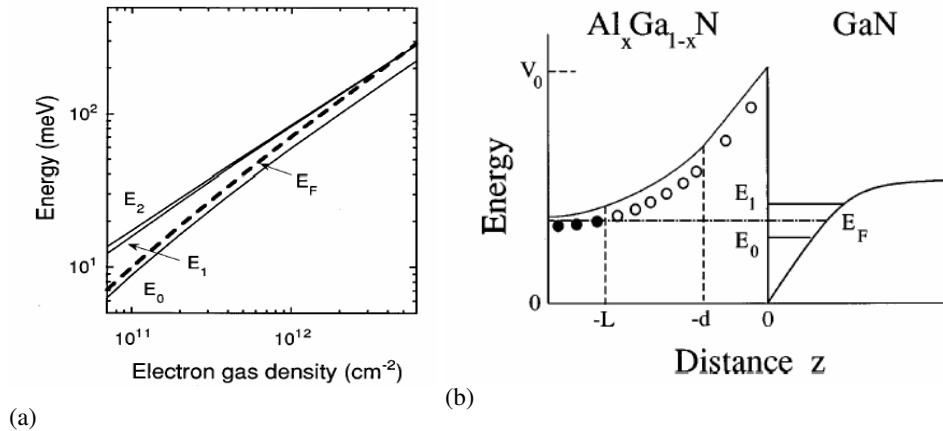 10²
10¹
Energy (meV)
E₂
E₁
E₀
E_F
10¹¹
10¹²
Electron gas density (cm⁻²)
(a)
AlₓGa₁₋ₓN
GaN
V₀
Energy
E₁
E_F
E₀
0
-L
-d
0
Distance z
(b)